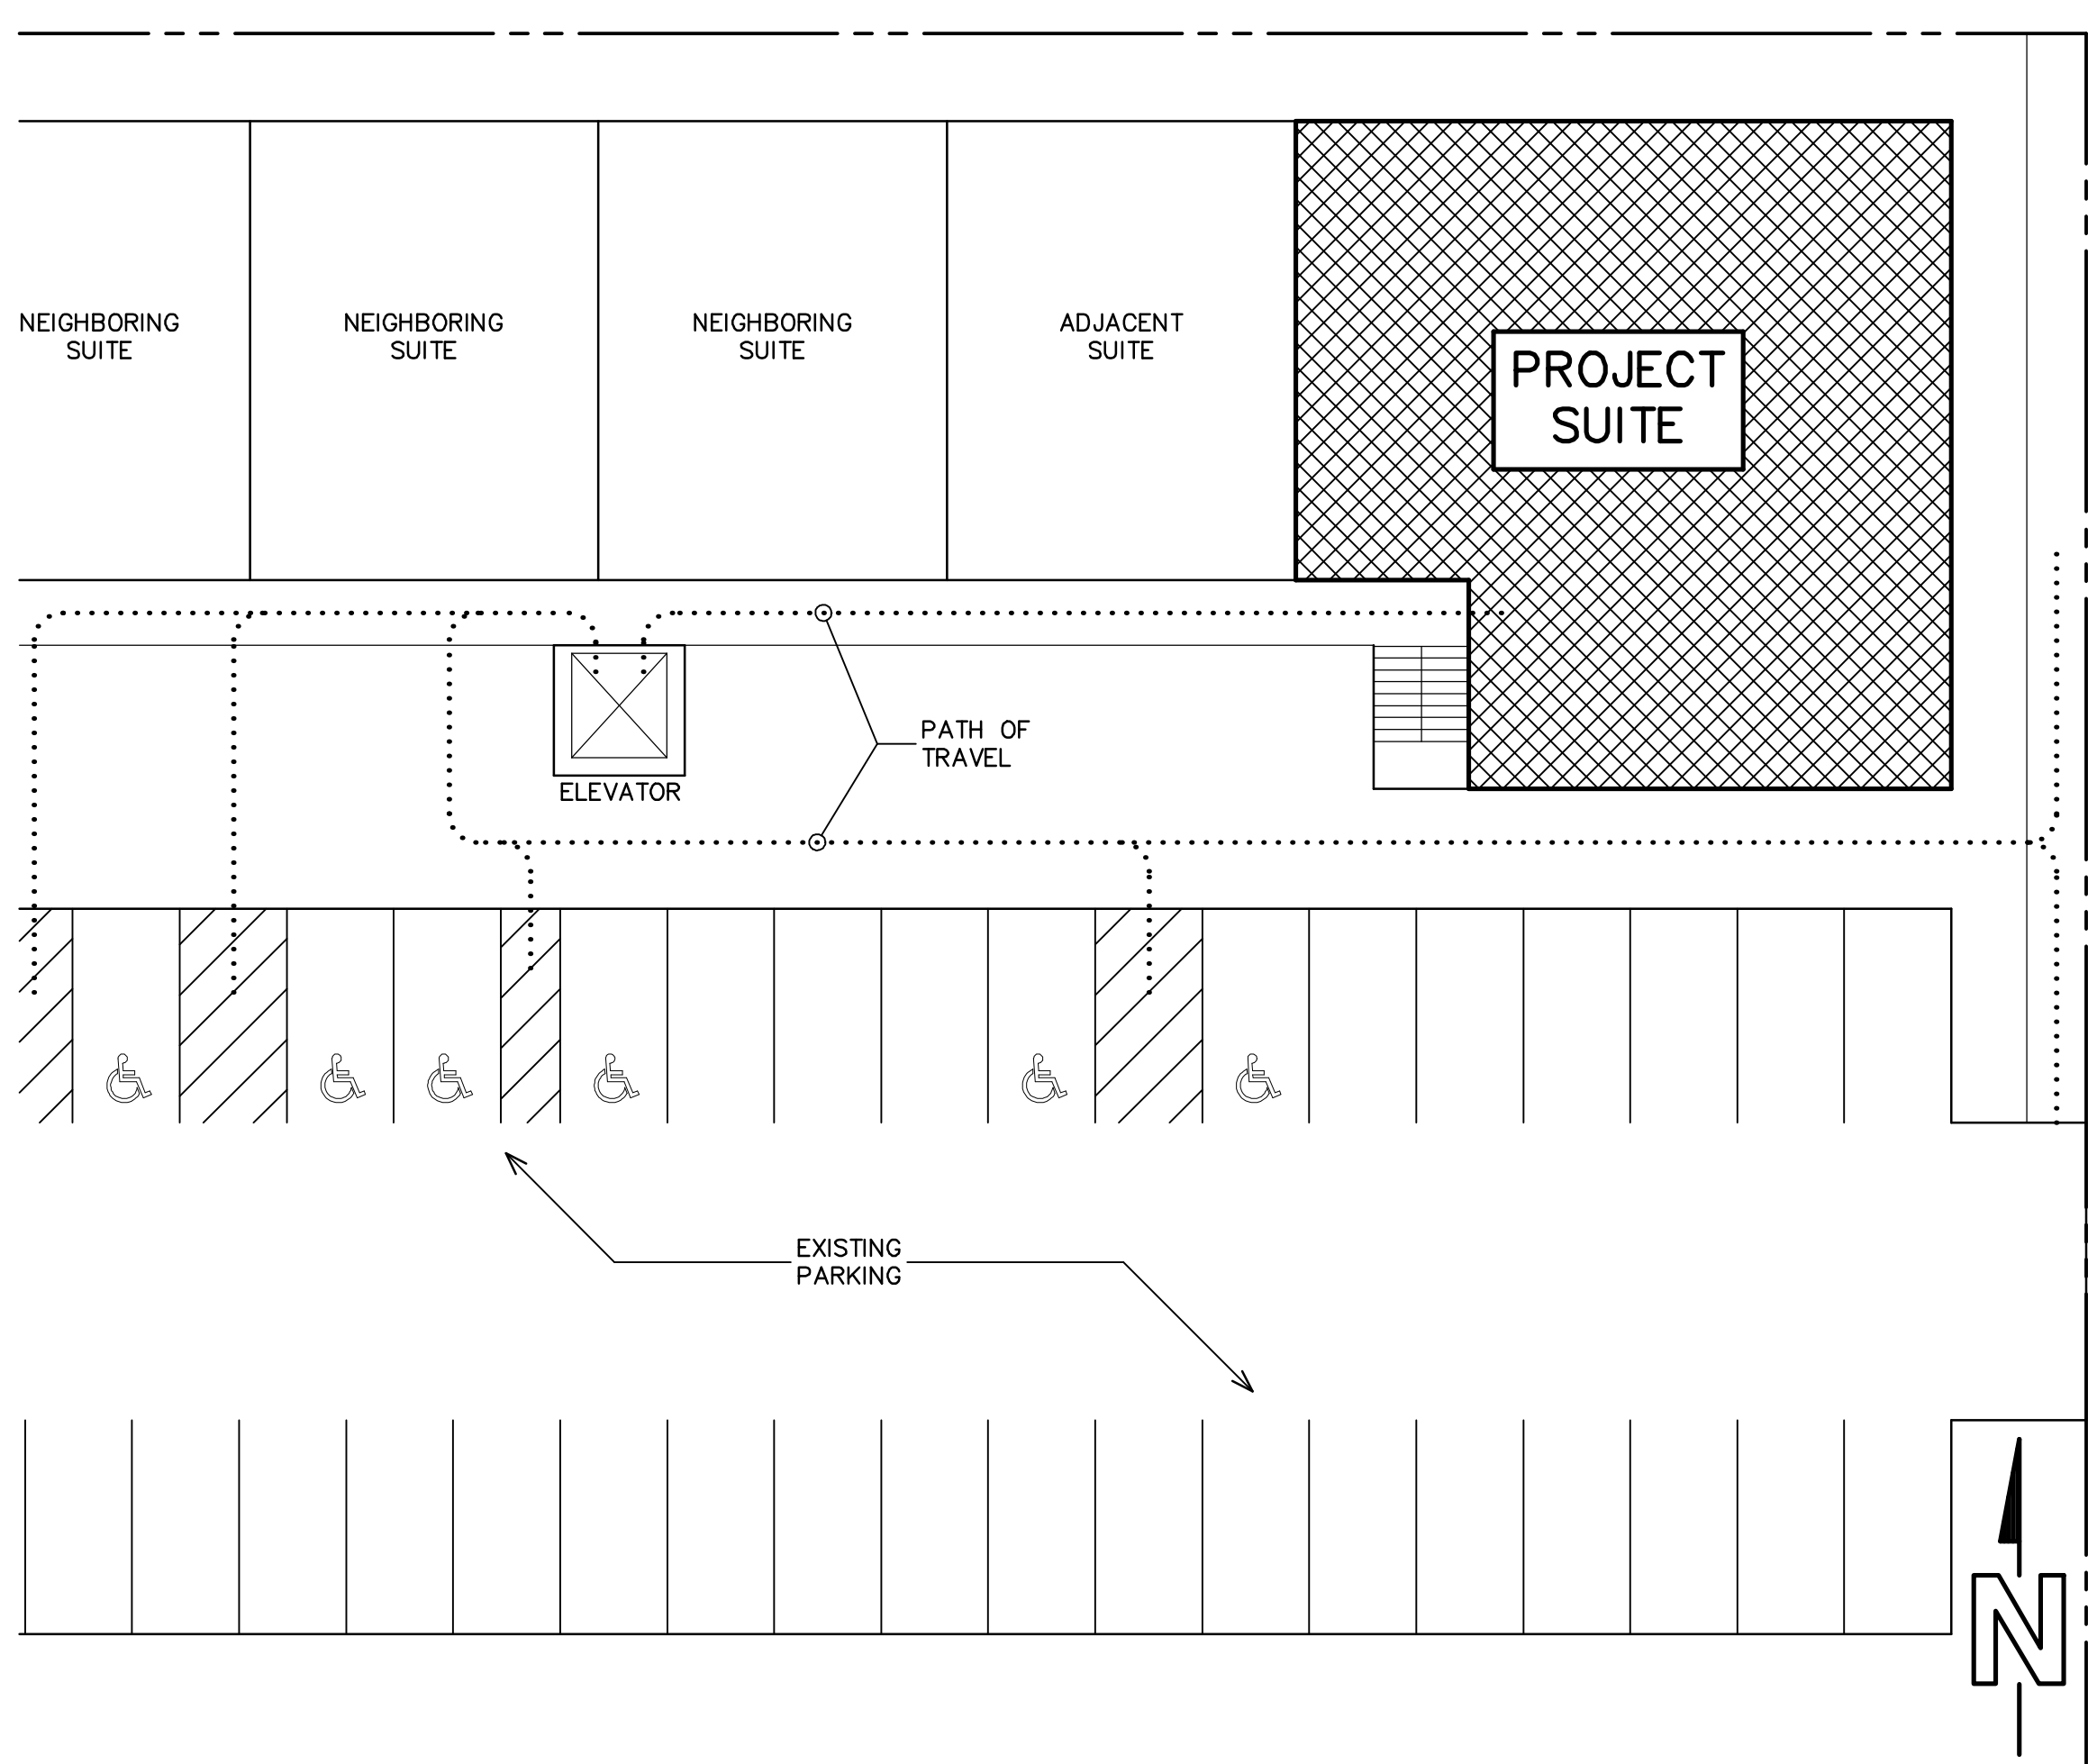 NEIGHBORING
SUITE
NEIGHBORING
SUITE
NEIGHBORING
SUITE
ADJACENT
SUITE
PROJECT
SUITE
PATH OF
TRAVEL
ELEVATOR
EXISTING
PARKING
N